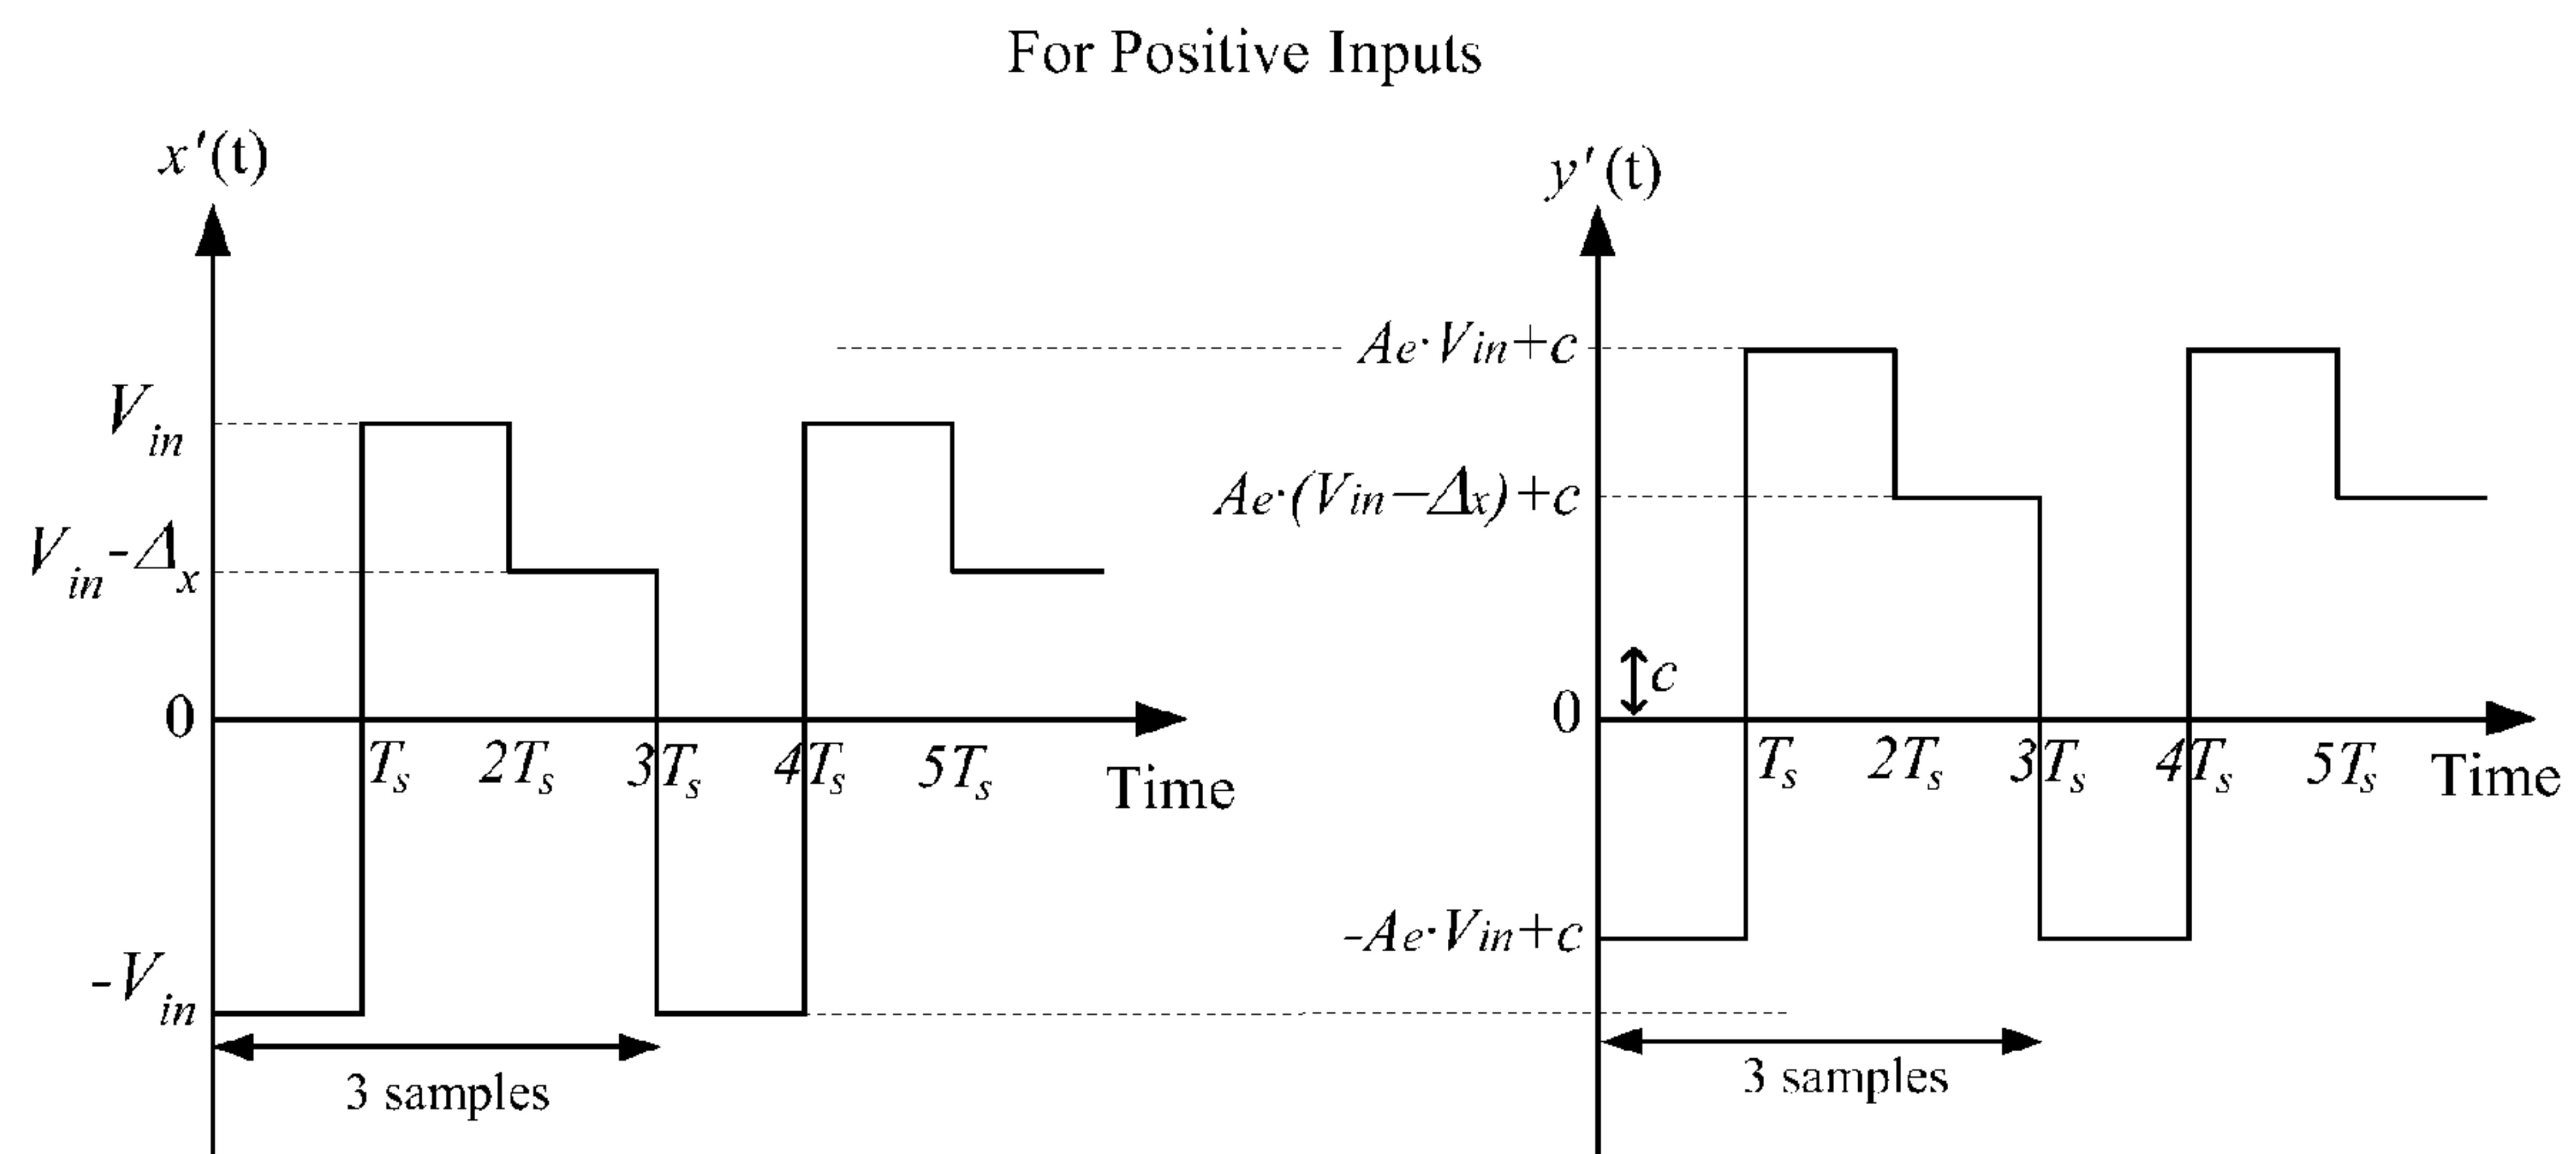 For Positive Inputs
x'(t)
V_in
V_in-Δ_x
0
-V_in
T_s 2T_s 3T_s 4T_s 5T_s
Time
3 samples
y'(t)
Ae·Vin+c
Ae·(Vin−Δx)+c
c
0
-Ae·Vin+c
T_s 2T_s 3T_s 4T_s 5T_s
Time
3 samples